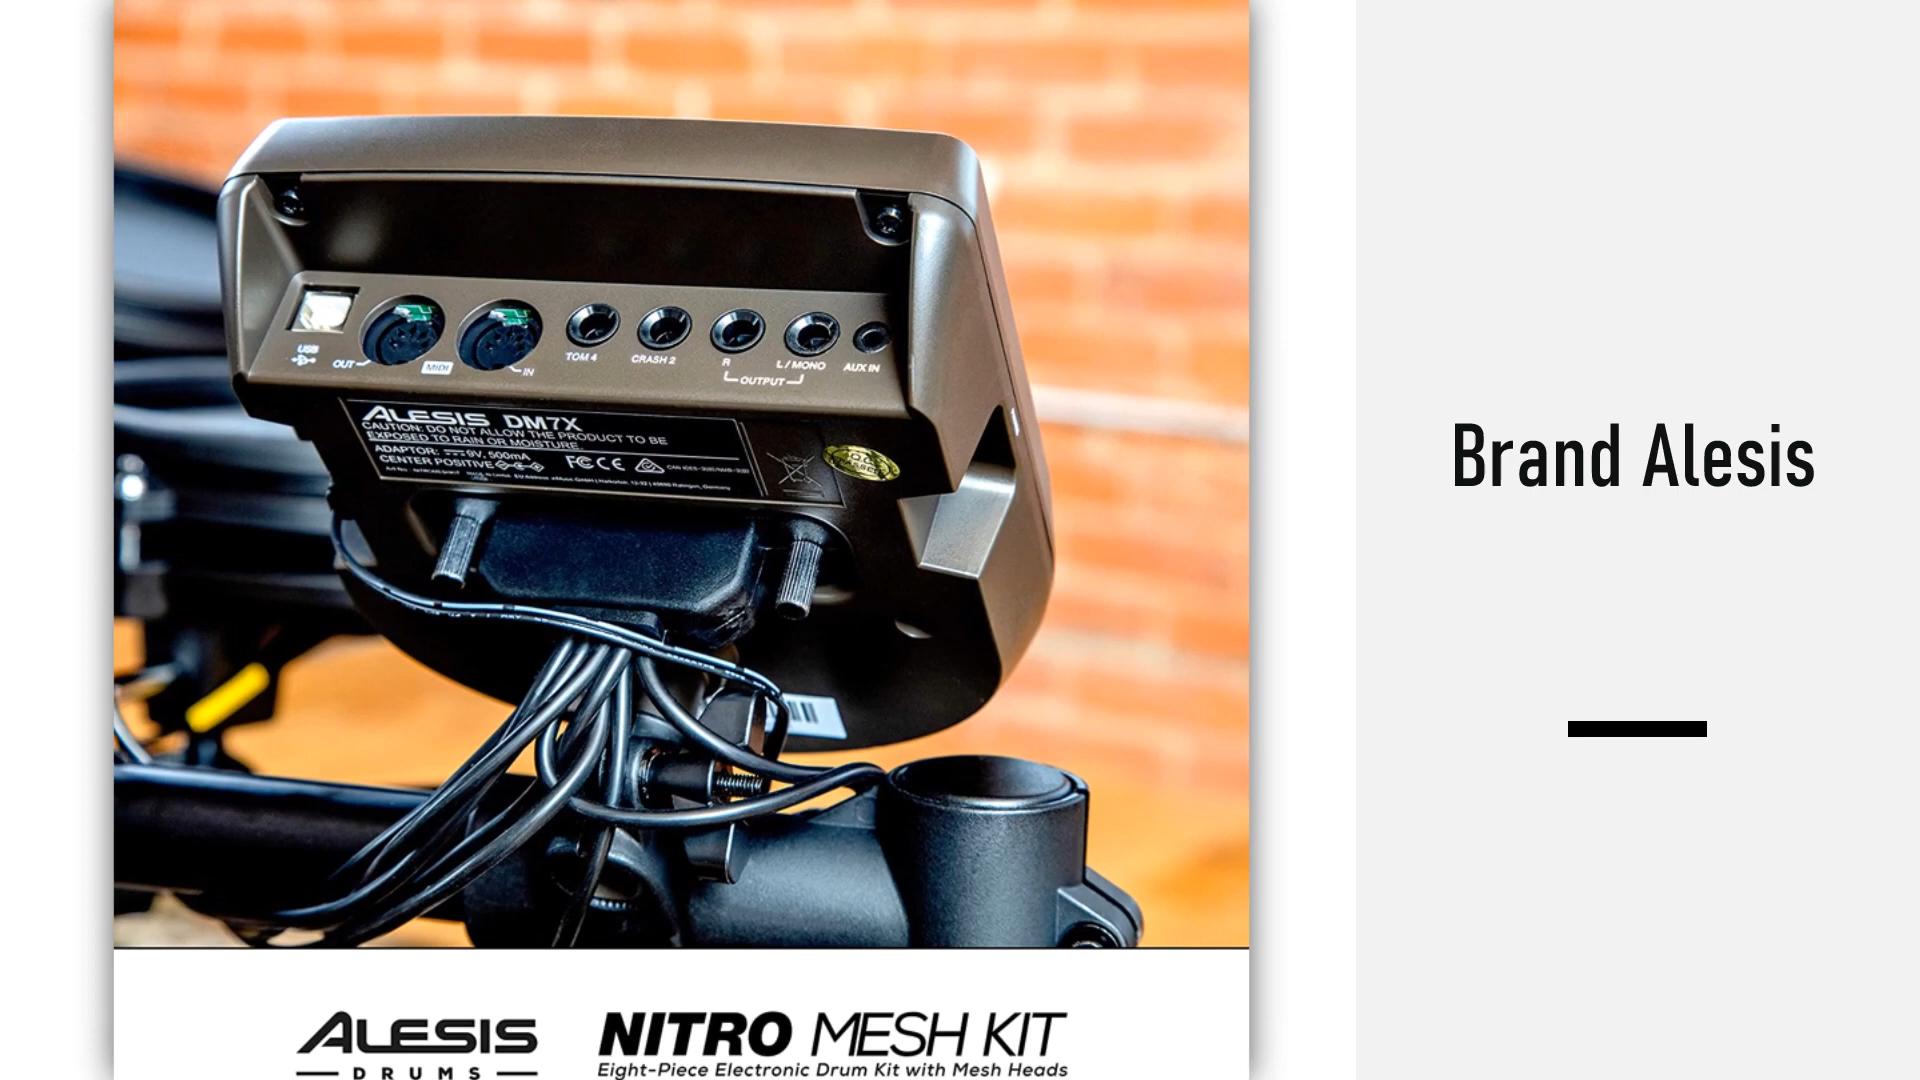 USB
OUT
MIDI
IN
TOM 4
CRASH 2
R
L / MONO
OUTPUT
AUX IN
ALESIS DM7X
CAUTION: DO NOT ALLOW THE PRODUCT TO BE
EXPOSED TO RAIN OR MOISTURE
ADAPTOR: 9V, 500mA
CENTER POSITIVE
FC CE
Brand Alesis
ALESIS
DRUMS
NITRO MESH KIT
Eight-Piece Electronic Drum Kit with Mesh Heads